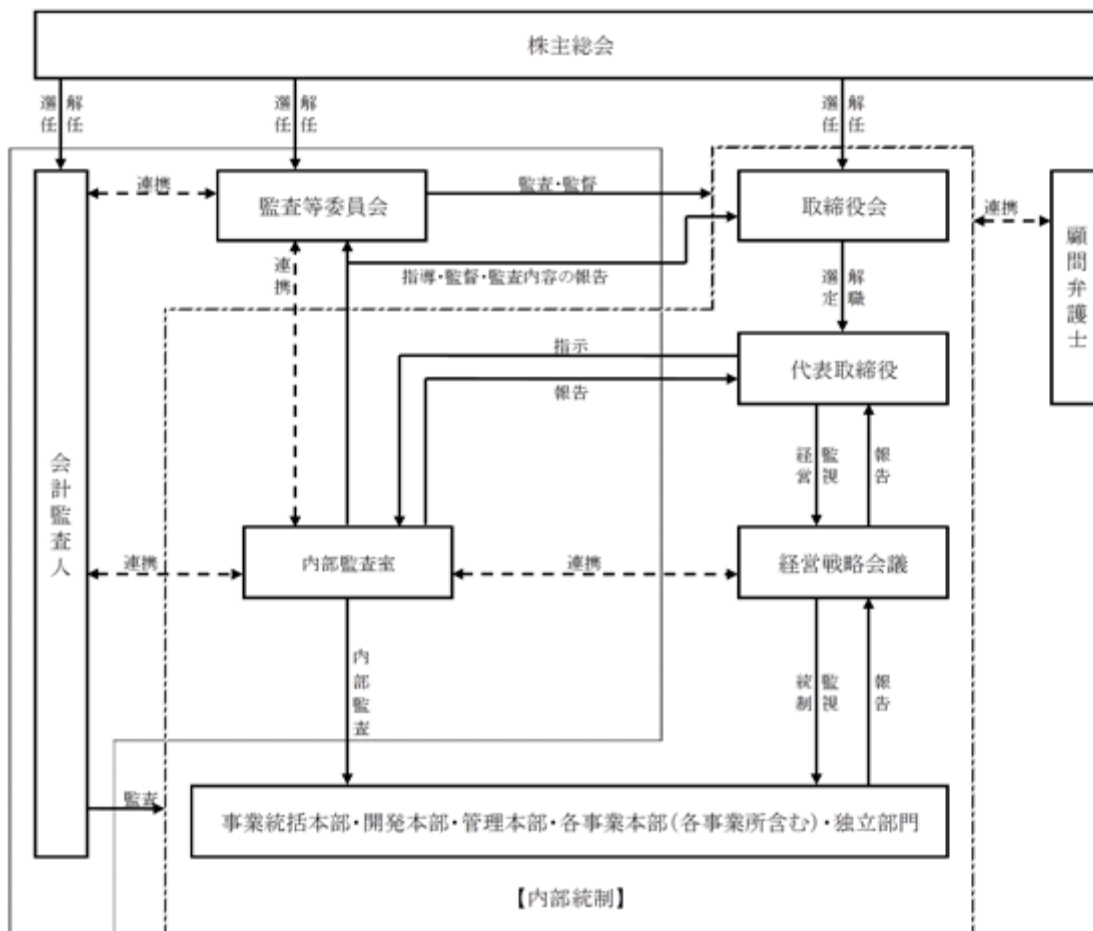 株主総会
選任
解任
選任
解任
選任
解任
連携
監査等委員会
監査・監督
取締役会
連携
顧問弁護士
連携
指導・監督・監査内容の報告
選定
解職
指示
報告
代表取締役
経営
監視
報告
会計監査人
連携
内部監査室
連携
経営戦略会議
内部監査
統制
監視
報告
監査
事業統括本部・開発本部・管理本部・各事業本部(各事業所含む)・独立部門
【内部統制】